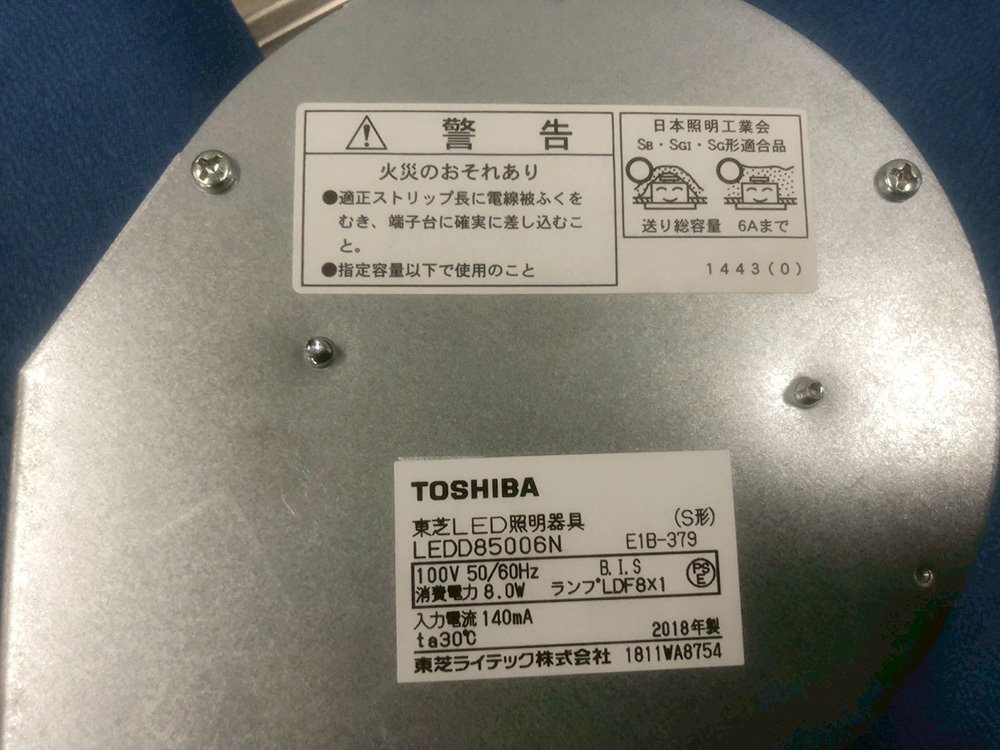 警告
火災のおそれあり
●適正ストリップ長に電線被ふくを
むき、端子台に確実に差し込むこ
と。
●指定容量以下で使用のこと
日本照明工業会
SB・SGI・SG形適合品
送り総容量 6Aまで
1443(0)
TOSHIBA
東芝LED照明器具 (S形)
LEDD85006N E1B-379
100V 50/60Hz B.I.S
消費電力 8.0W ランプLDF8×1
PSE
入力電流 140mA
ta30℃ 2018年製
東芝ライテック株式会社 1811WA8754